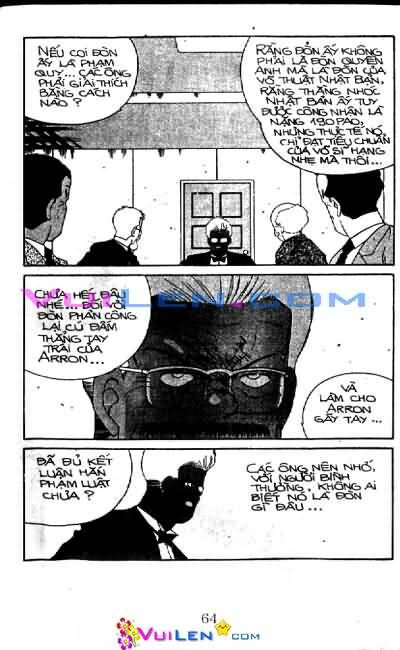 NẾU COI ĐÒN
ẤY LÀ PHẠM
QUY... CÁC ÔNG
PHẢI GIẢI THÍCH
BẰNG CÁCH
NÀO ?
RẰNG ĐÒN ẤY KHÔNG
PHẢI LÀ ĐÒN QUYỀN
ANH MÀ LÀ ĐÒN CỦA
VÕ THUẬT NHẬT BẢN,
RẰNG THẰNG NHÓC
NHẬT BẢN ẤY TUY
ĐƯỢC CÔNG NHẬN LÀ
NẶNG 190 PAO,
NHƯNG THỰC TẾ NÓ
CHỈ ĐẠT TIÊU CHUẨN
CỦA VÕ SĨ HẠNG
NHẸ MÀ THÔI...
CHƯA HẾT ĐÂU
NHÉ... ĐỐI VỚI
ĐÒN PHẢN CÔNG
LẠI CÚ ĐẤM
THẲNG TAY
TRÁI CỦA
ARRON...
VUILEN.COM
VÀ
LÀM CHO
ARRON
GÃY TAY...
ĐÃ ĐỦ KẾT
LUẬN HẮN
PHẠM LUẬT
CHƯA ?
CÁC ÔNG NÊN NHỚ,
VỚI NGƯỜI BÌNH
THƯỜNG, KHÔNG AI
BIẾT NÓ LÀ ĐÒN
GÌ ĐÂU...
64
VUILEN.COM